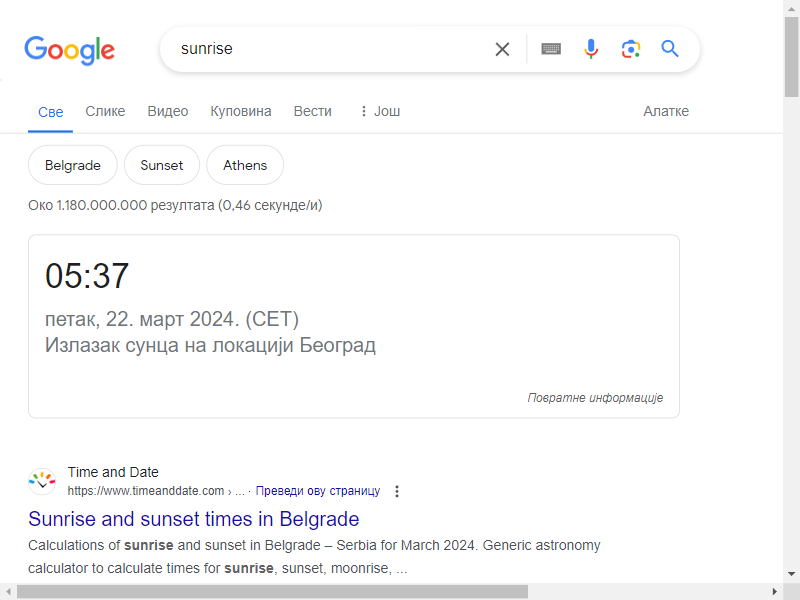 Google
sunrise
Све Слике Видео Куповина Вести Још Алатке
Belgrade Sunset Athens
Око 1.180.000.000 резултата (0,46 секунде/и)
05:37
петак, 22. март 2024. (CET)
Излазак сунца на локацији Београд
Повратне информације
Time and Date
https://www.timeanddate.com › ... · Преведи ову страницу
Sunrise and sunset times in Belgrade
Calculations of sunrise and sunset in Belgrade – Serbia for March 2024. Generic astronomy
calculator to calculate times for sunrise, sunset, moonrise, ...